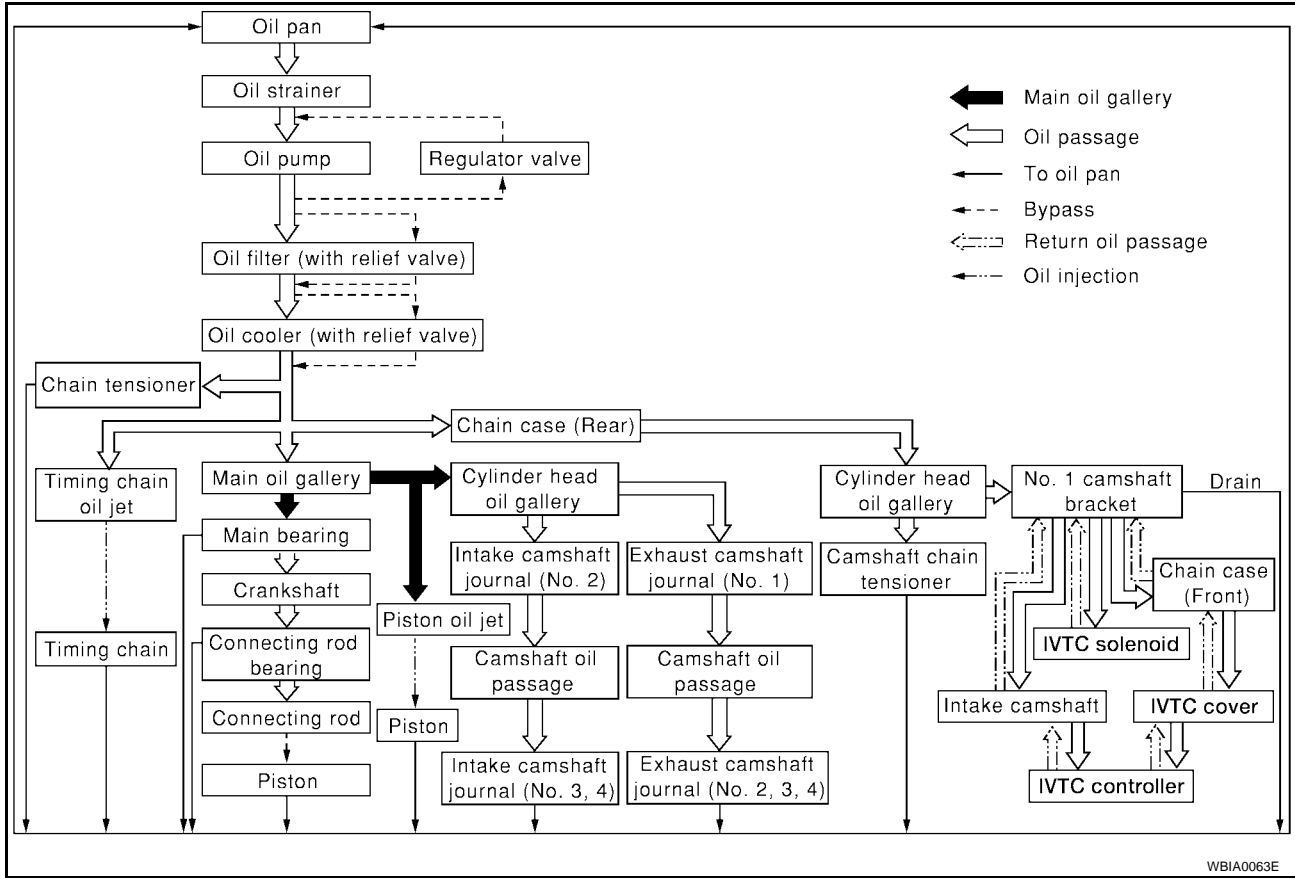 Oil pan
Oil strainer
Oil pump
Regulator valve
Main oil gallery
Oil passage
To oil pan
Bypass
Return oil passage
Oil injection
Oil filter (with relief valve)
Oil cooler (with relief valve)
Chain tensioner
Chain case (Rear)
Timing chain
oil jet
Main oil gallery
Cylinder head
oil gallery
Cylinder head
oil gallery
No. 1 camshaft
bracket
Drain
Main bearing
Intake camshaft
journal (No. 2)
Exhaust camshaft
journal (No. 1)
Camshaft chain
tensioner
Chain case
(Front)
Crankshaft
Piston oil jet
IVTC solenoid
Timing chain
Connecting rod
bearing
Camshaft oil
passage
Camshaft oil
passage
Connecting rod
Piston
Intake camshaft
IVTC cover
Piston
Intake camshaft
journal (No. 3, 4)
Exhaust camshaft
journal (No. 2, 3, 4)
IVTC controller
WBIA0063E